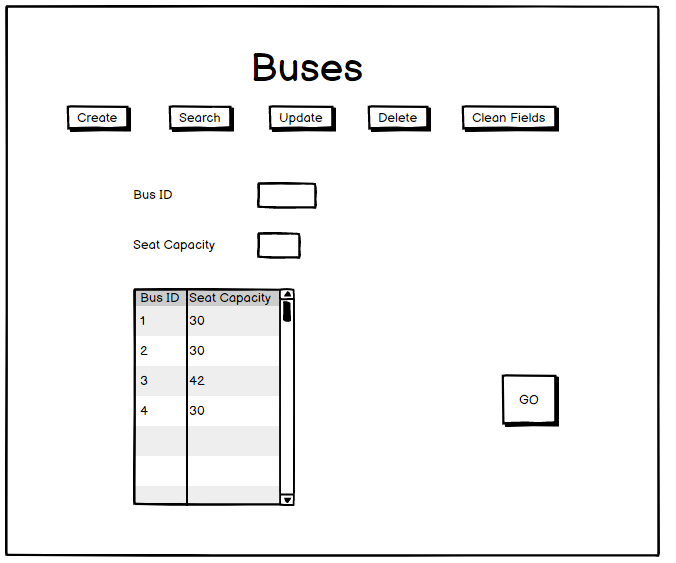 Buses
Create Search Update Delete Clean Fields
Bus ID
Seat Capacity
Bus ID Seat Capacity
1 30
2 30
3 42
4 30
GO